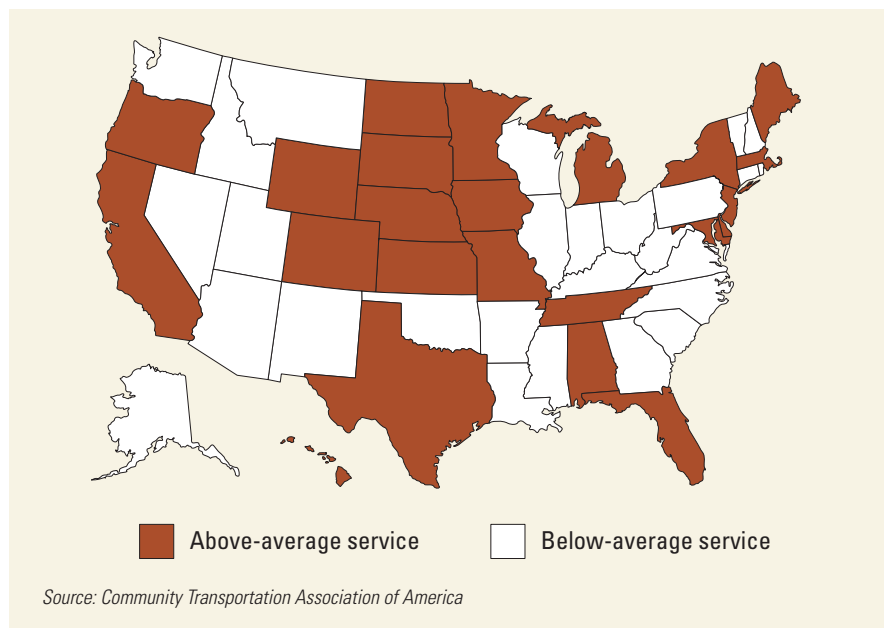 Above-average service
Below-average service
Source: Community Transportation Association of America